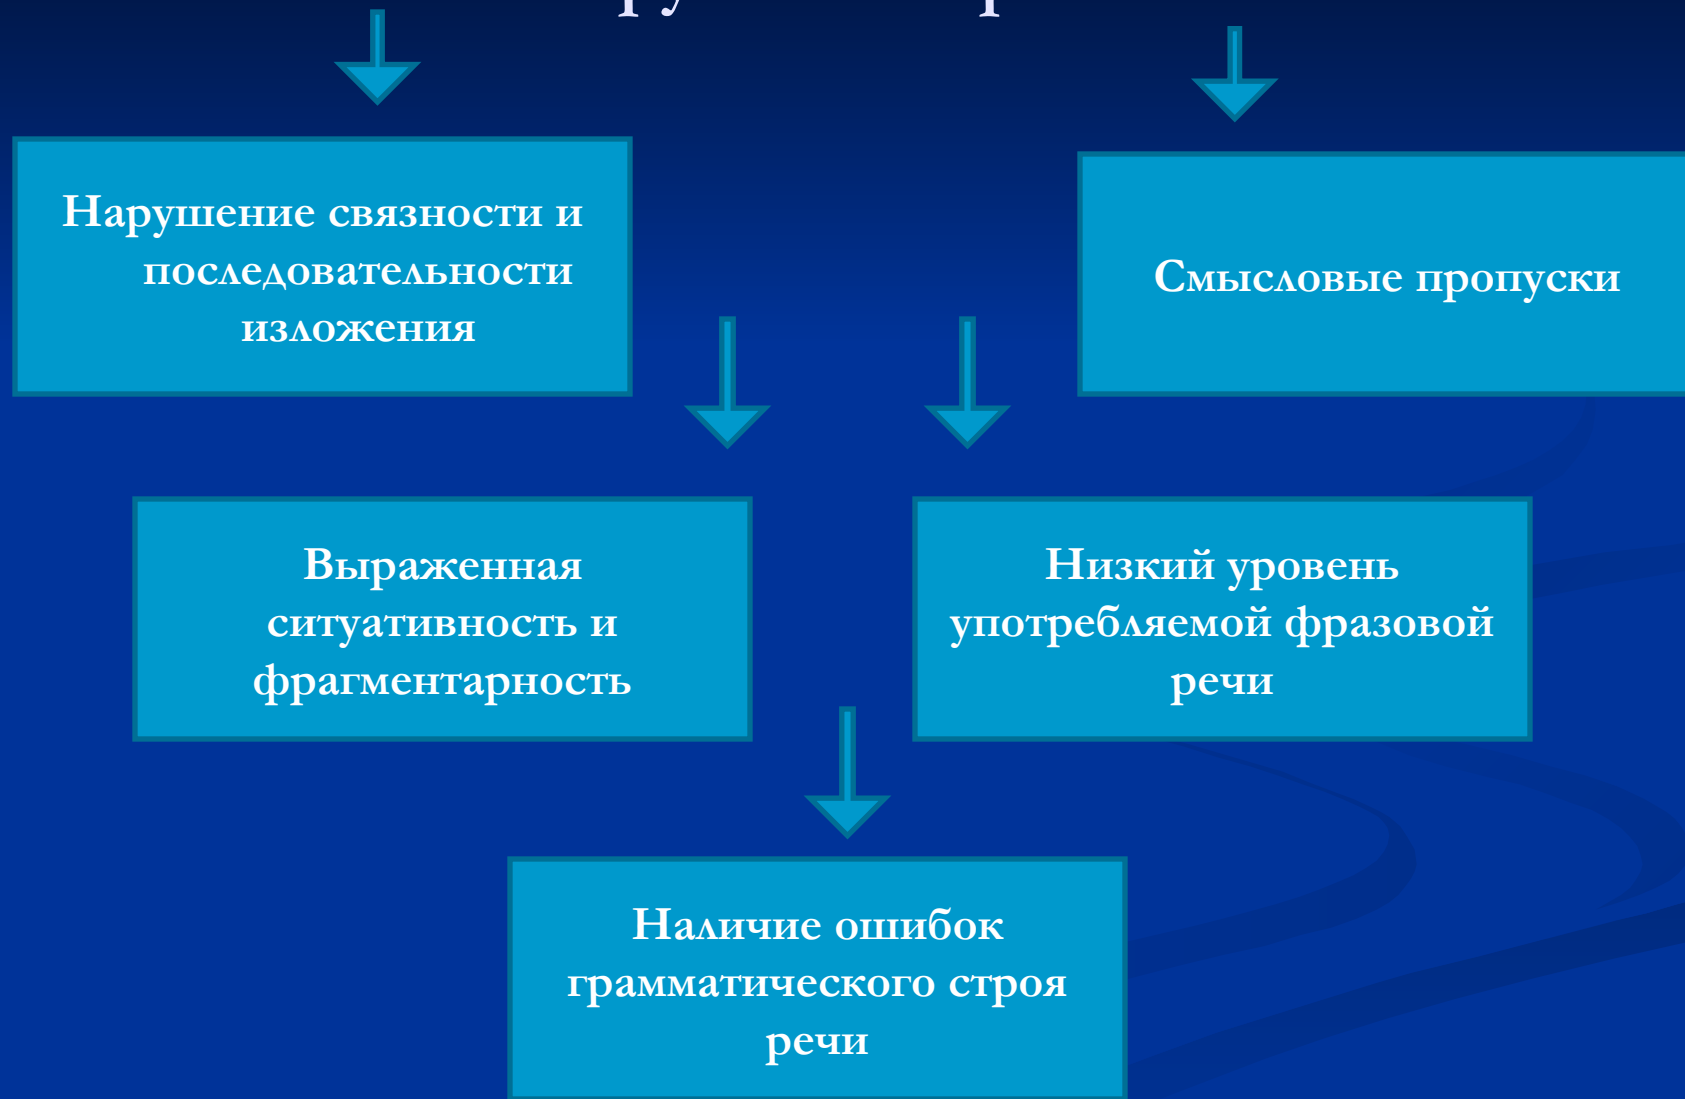 Нарушение связности и
последовательности
изложения
Смысловые пропуски
Выраженная
ситуативность и
фрагментарность
Низкий уровень
употребляемой фразовой
речи
Наличие ошибок
грамматического строя
речи